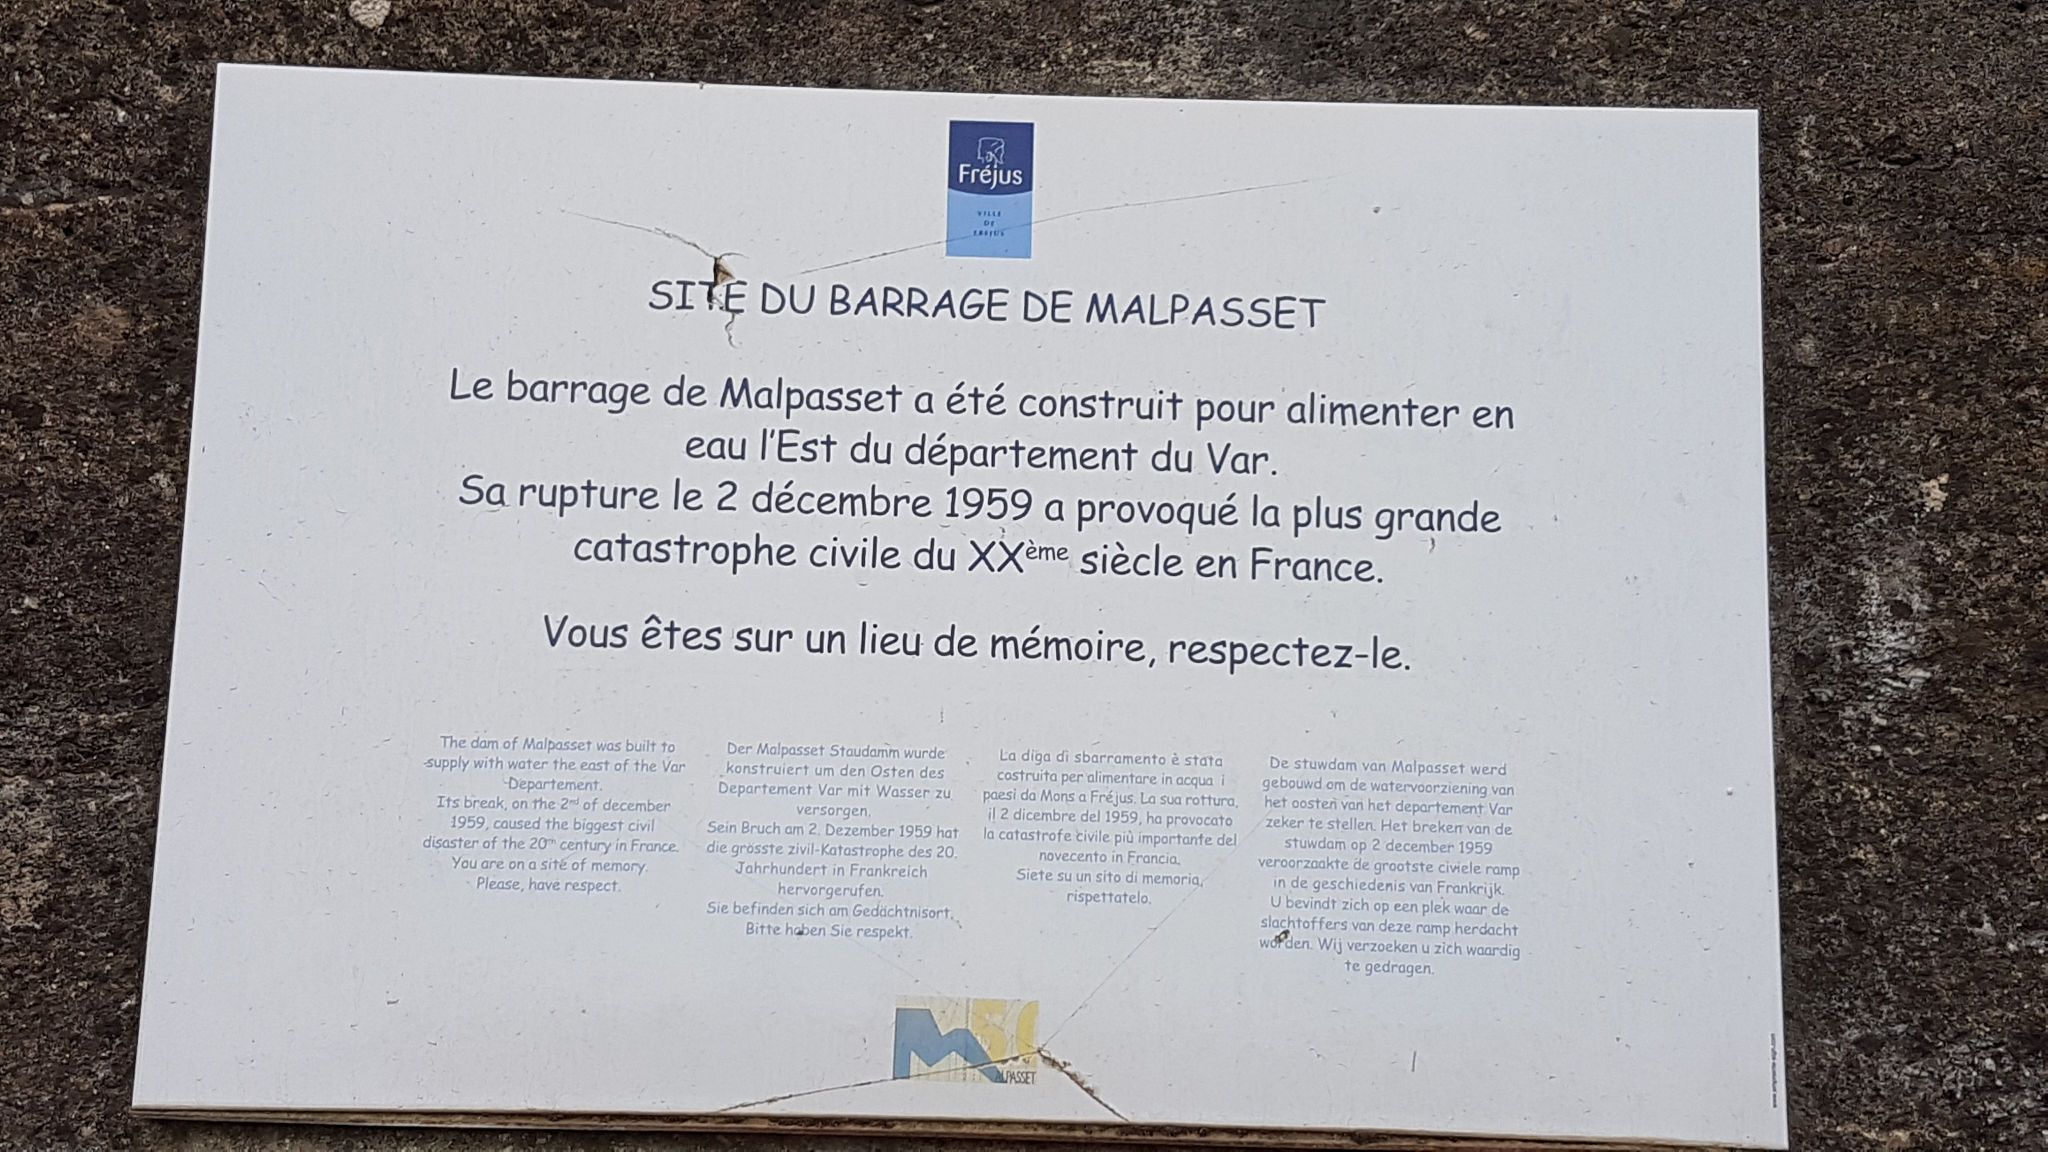 Fréjus
VILLE
DE
FRÉJUS
SITE DU BARRAGE DE MALPASSET
Le barrage de Malpasset a été construit pour alimenter en
eau l'Est du département du Var.
Sa rupture le 2 décembre 1959 a provoqué la plus grande
catastrophe civile du XXème siècle en France.
Vous êtes sur un lieu de mémoire, respectez-le.
The dam of Malpasset was built to
supply with water the east of the Var
Departement.
Its break, on the 2nd of december
1959, caused the biggest civil
disaster of the 20th century in France.
You are on a site of memory.
Please, have respect.
Der Malpasset Staudamm wurde
konstruiert um den Osten des
Departement Var mit Wasser zu
versorgen.
Sein Bruch am 2. Dezember 1959 hat
die grösste zivil-Katastrophe des 20.
Jahrhundert in Frankreich
hervorgerufen.
Sie befinden sich am Gedächtnisort.
Bitte haben Sie respekt.
La diga di sbarramento è stata
costruita per alimentare in acqua i
paesi da Mons a Fréjus. La sua rottura,
il 2 dicembre del 1959, ha provocato
la catastrofe civile più importante del
novecento in Francia.
Siete su un sito di memoria,
rispettatelo.
De stuwdam van Malpasset werd
gebouwd om de watervoorziening van
het oosten van het departement Var
zeker te stellen. Het breken van de
stuwdam op 2 december 1959
veroorzaakte de grootste civiele ramp
in de geschiedenis van Frankrijk.
U bevindt zich op een plek waar de
slachtoffers van deze ramp herdacht
worden. Wij verzoeken u zich waardig
te gedragen.
M 50
ALPASSET